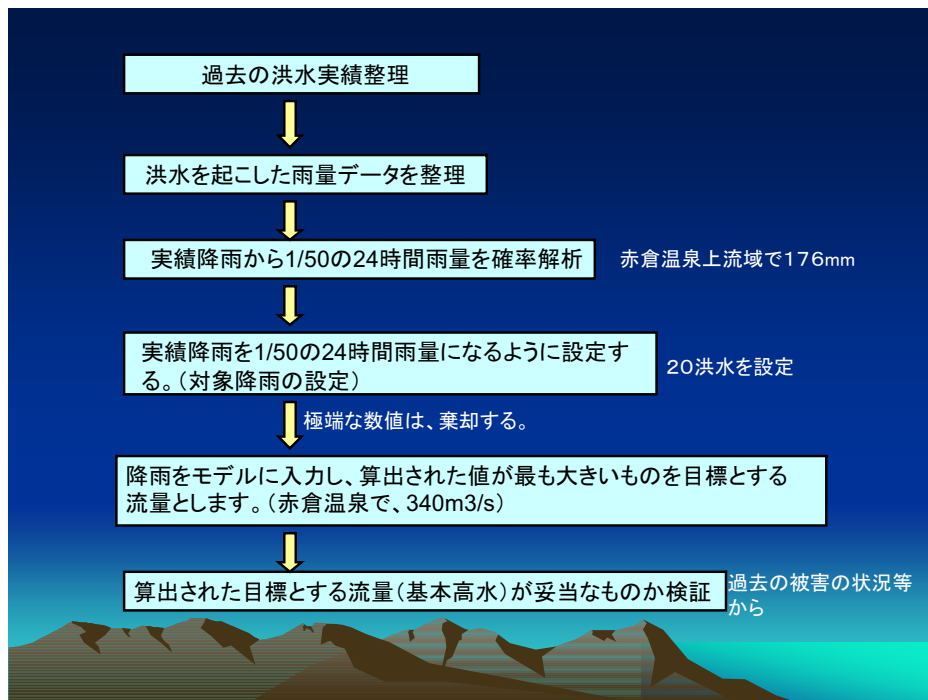 過去の洪水実績整理
洪水を起こした雨量データを整理
実績降雨から1/50の24時間雨量を確率解析
赤倉温泉上流域で176mm
実績降雨を1/50の24時間雨量になるように設定す
る。(対象降雨の設定)
20洪水を設定
極端な数値は、棄却する。
降雨をモデルに入力し、算出された値が最も大きいものを目標とする
流量とします。(赤倉温泉で、340m3/s)
算出された目標とする流量(基本高水)が妥当なものか検証
過去の被害の状況等
から